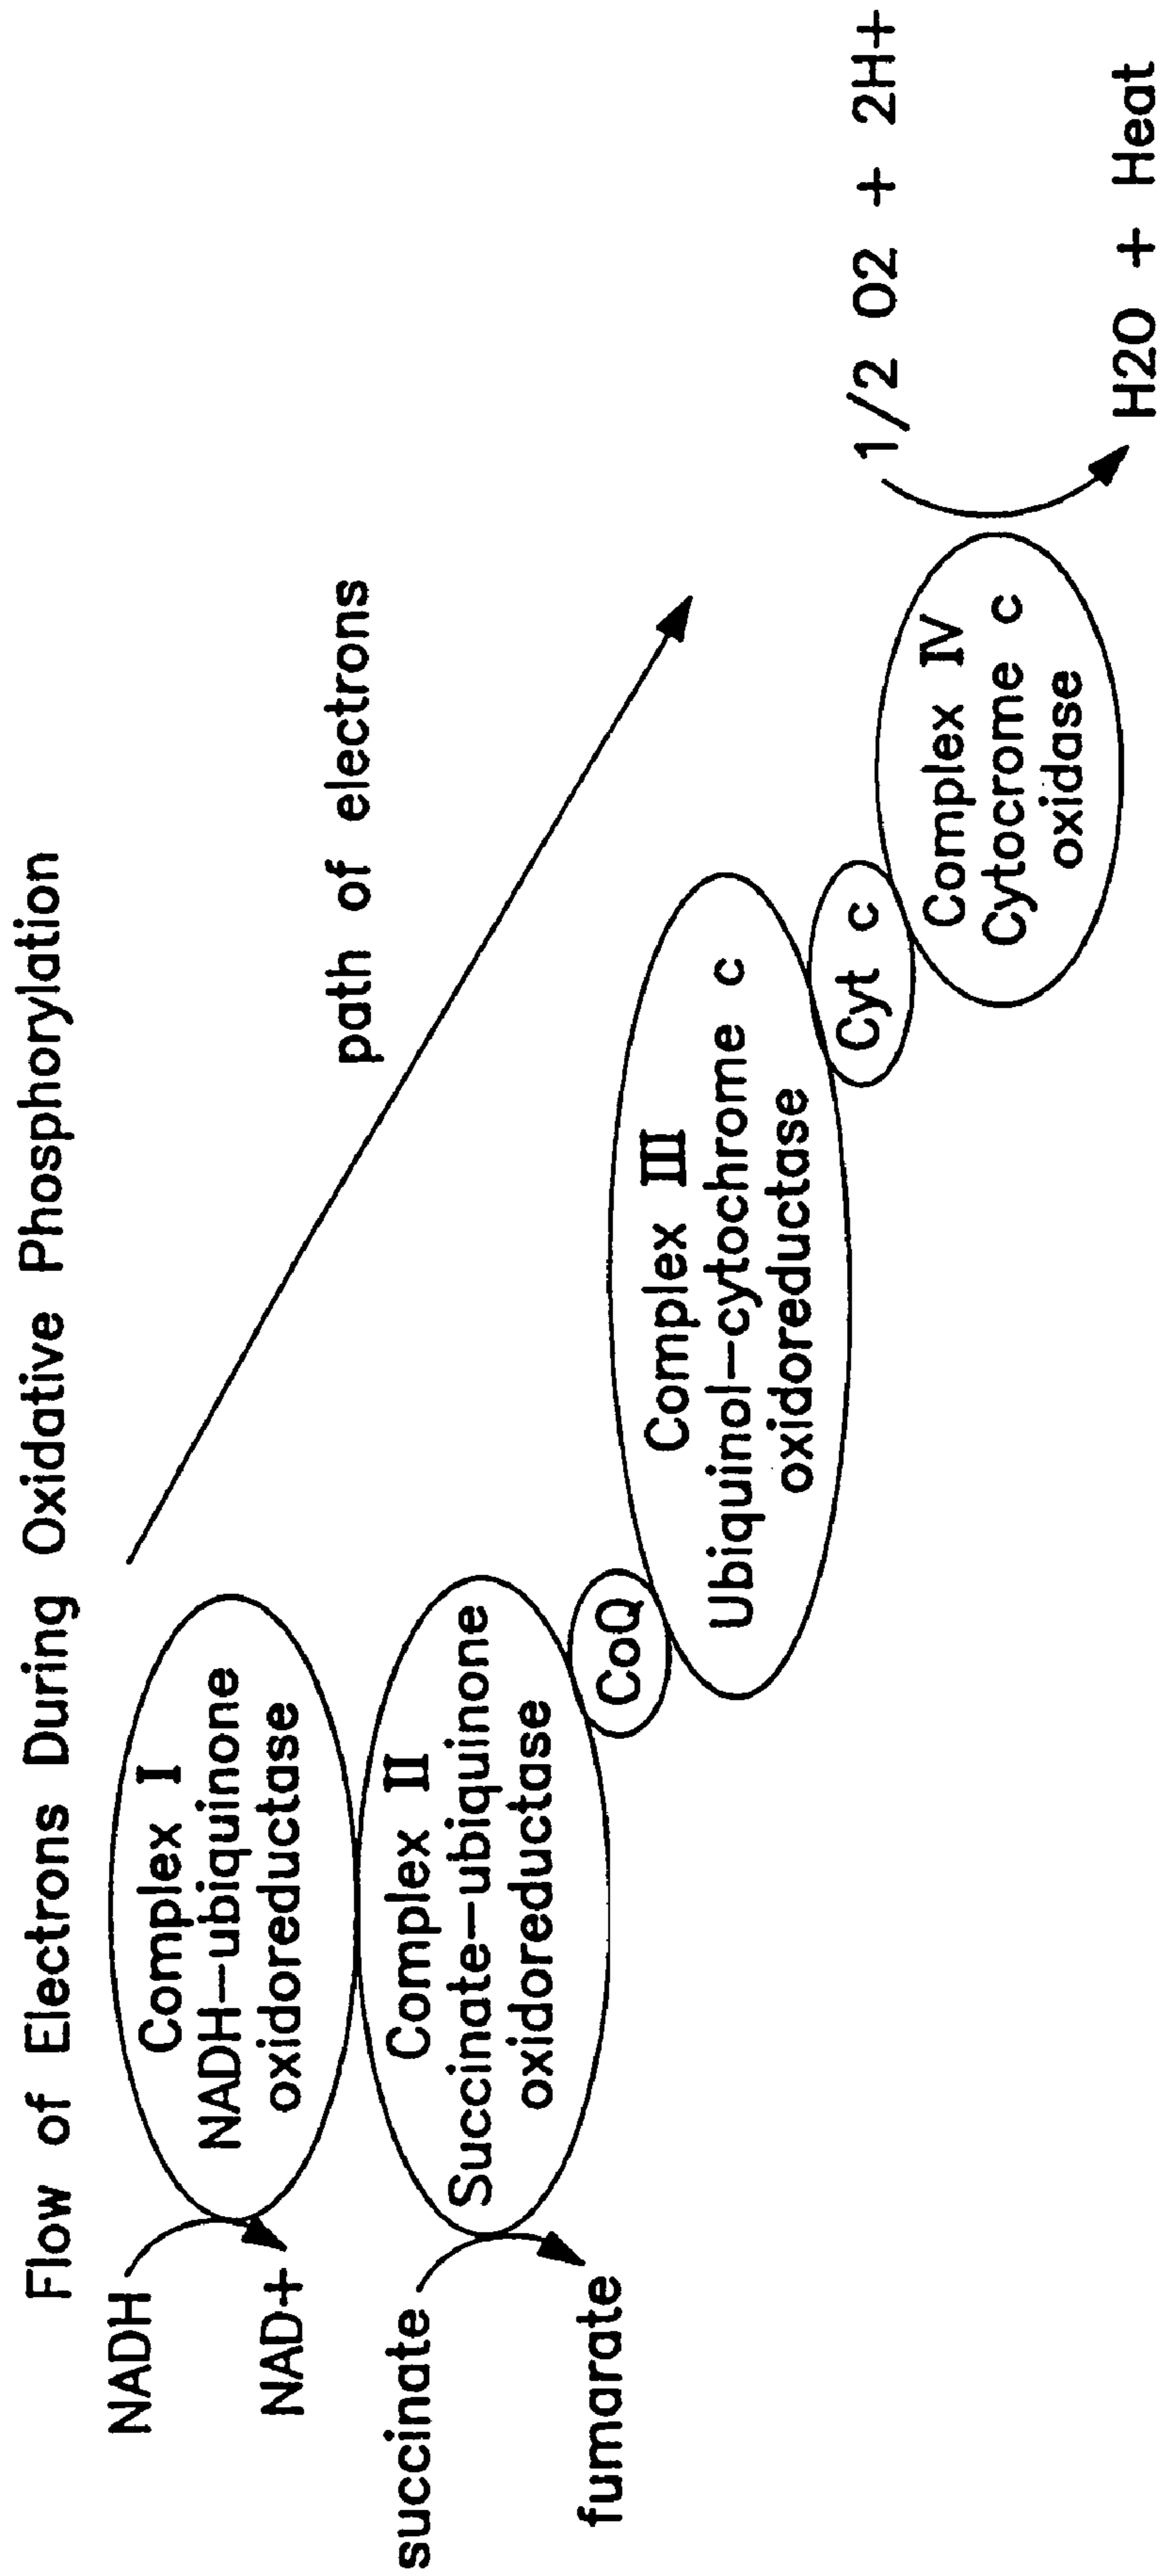 Flow of Electrons During Oxidative Phosphorylation
NADH
NAD+
Complex I
NADH-ubiquinone
oxidoreductase
path of electrons
succinate
fumarate
Complex II
Succinate-ubiquinone
oxidoreductase
CoQ
Complex III
Ubiquinol-cytochrome c
oxidoreductase
Cyt c
Complex IV
Cytocrome c
oxidase
1/2 O2 + 2H+
H2O + Heat